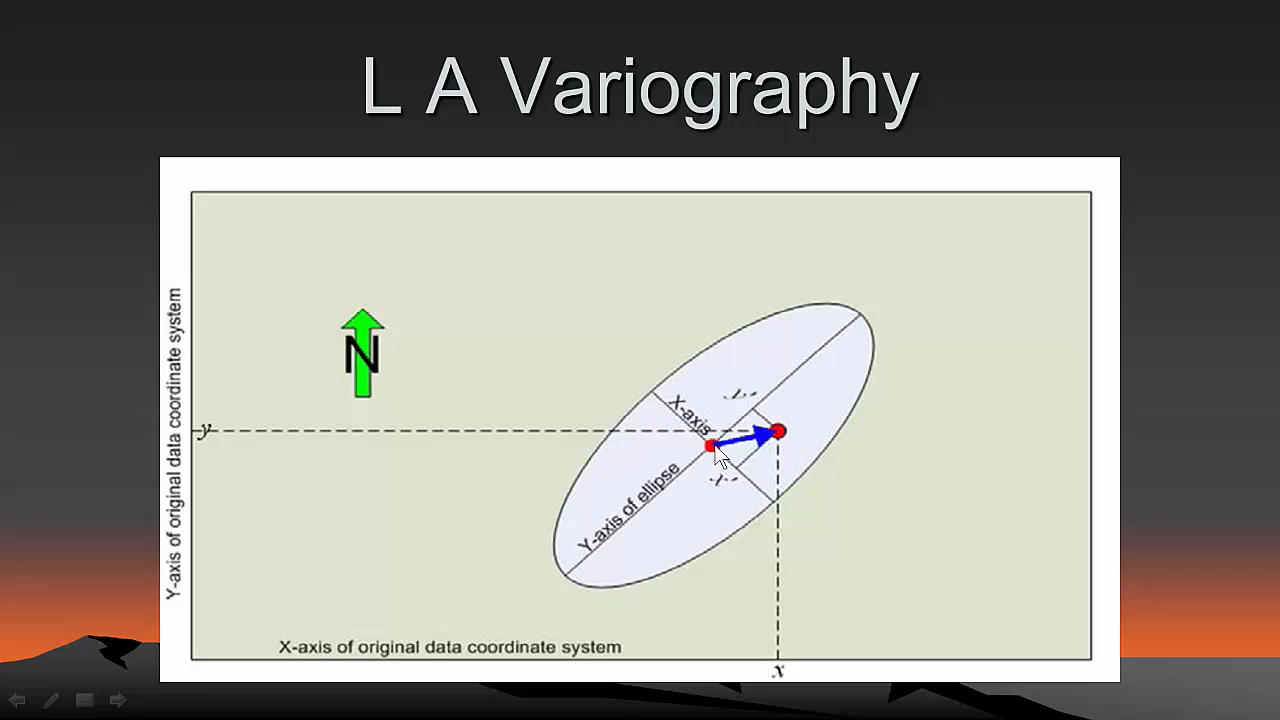 L A Variography
Y-axis of original data coordinate system
N
y'
X-axis
y
x'
Y-axis of ellipse
X-axis of original data coordinate system
x